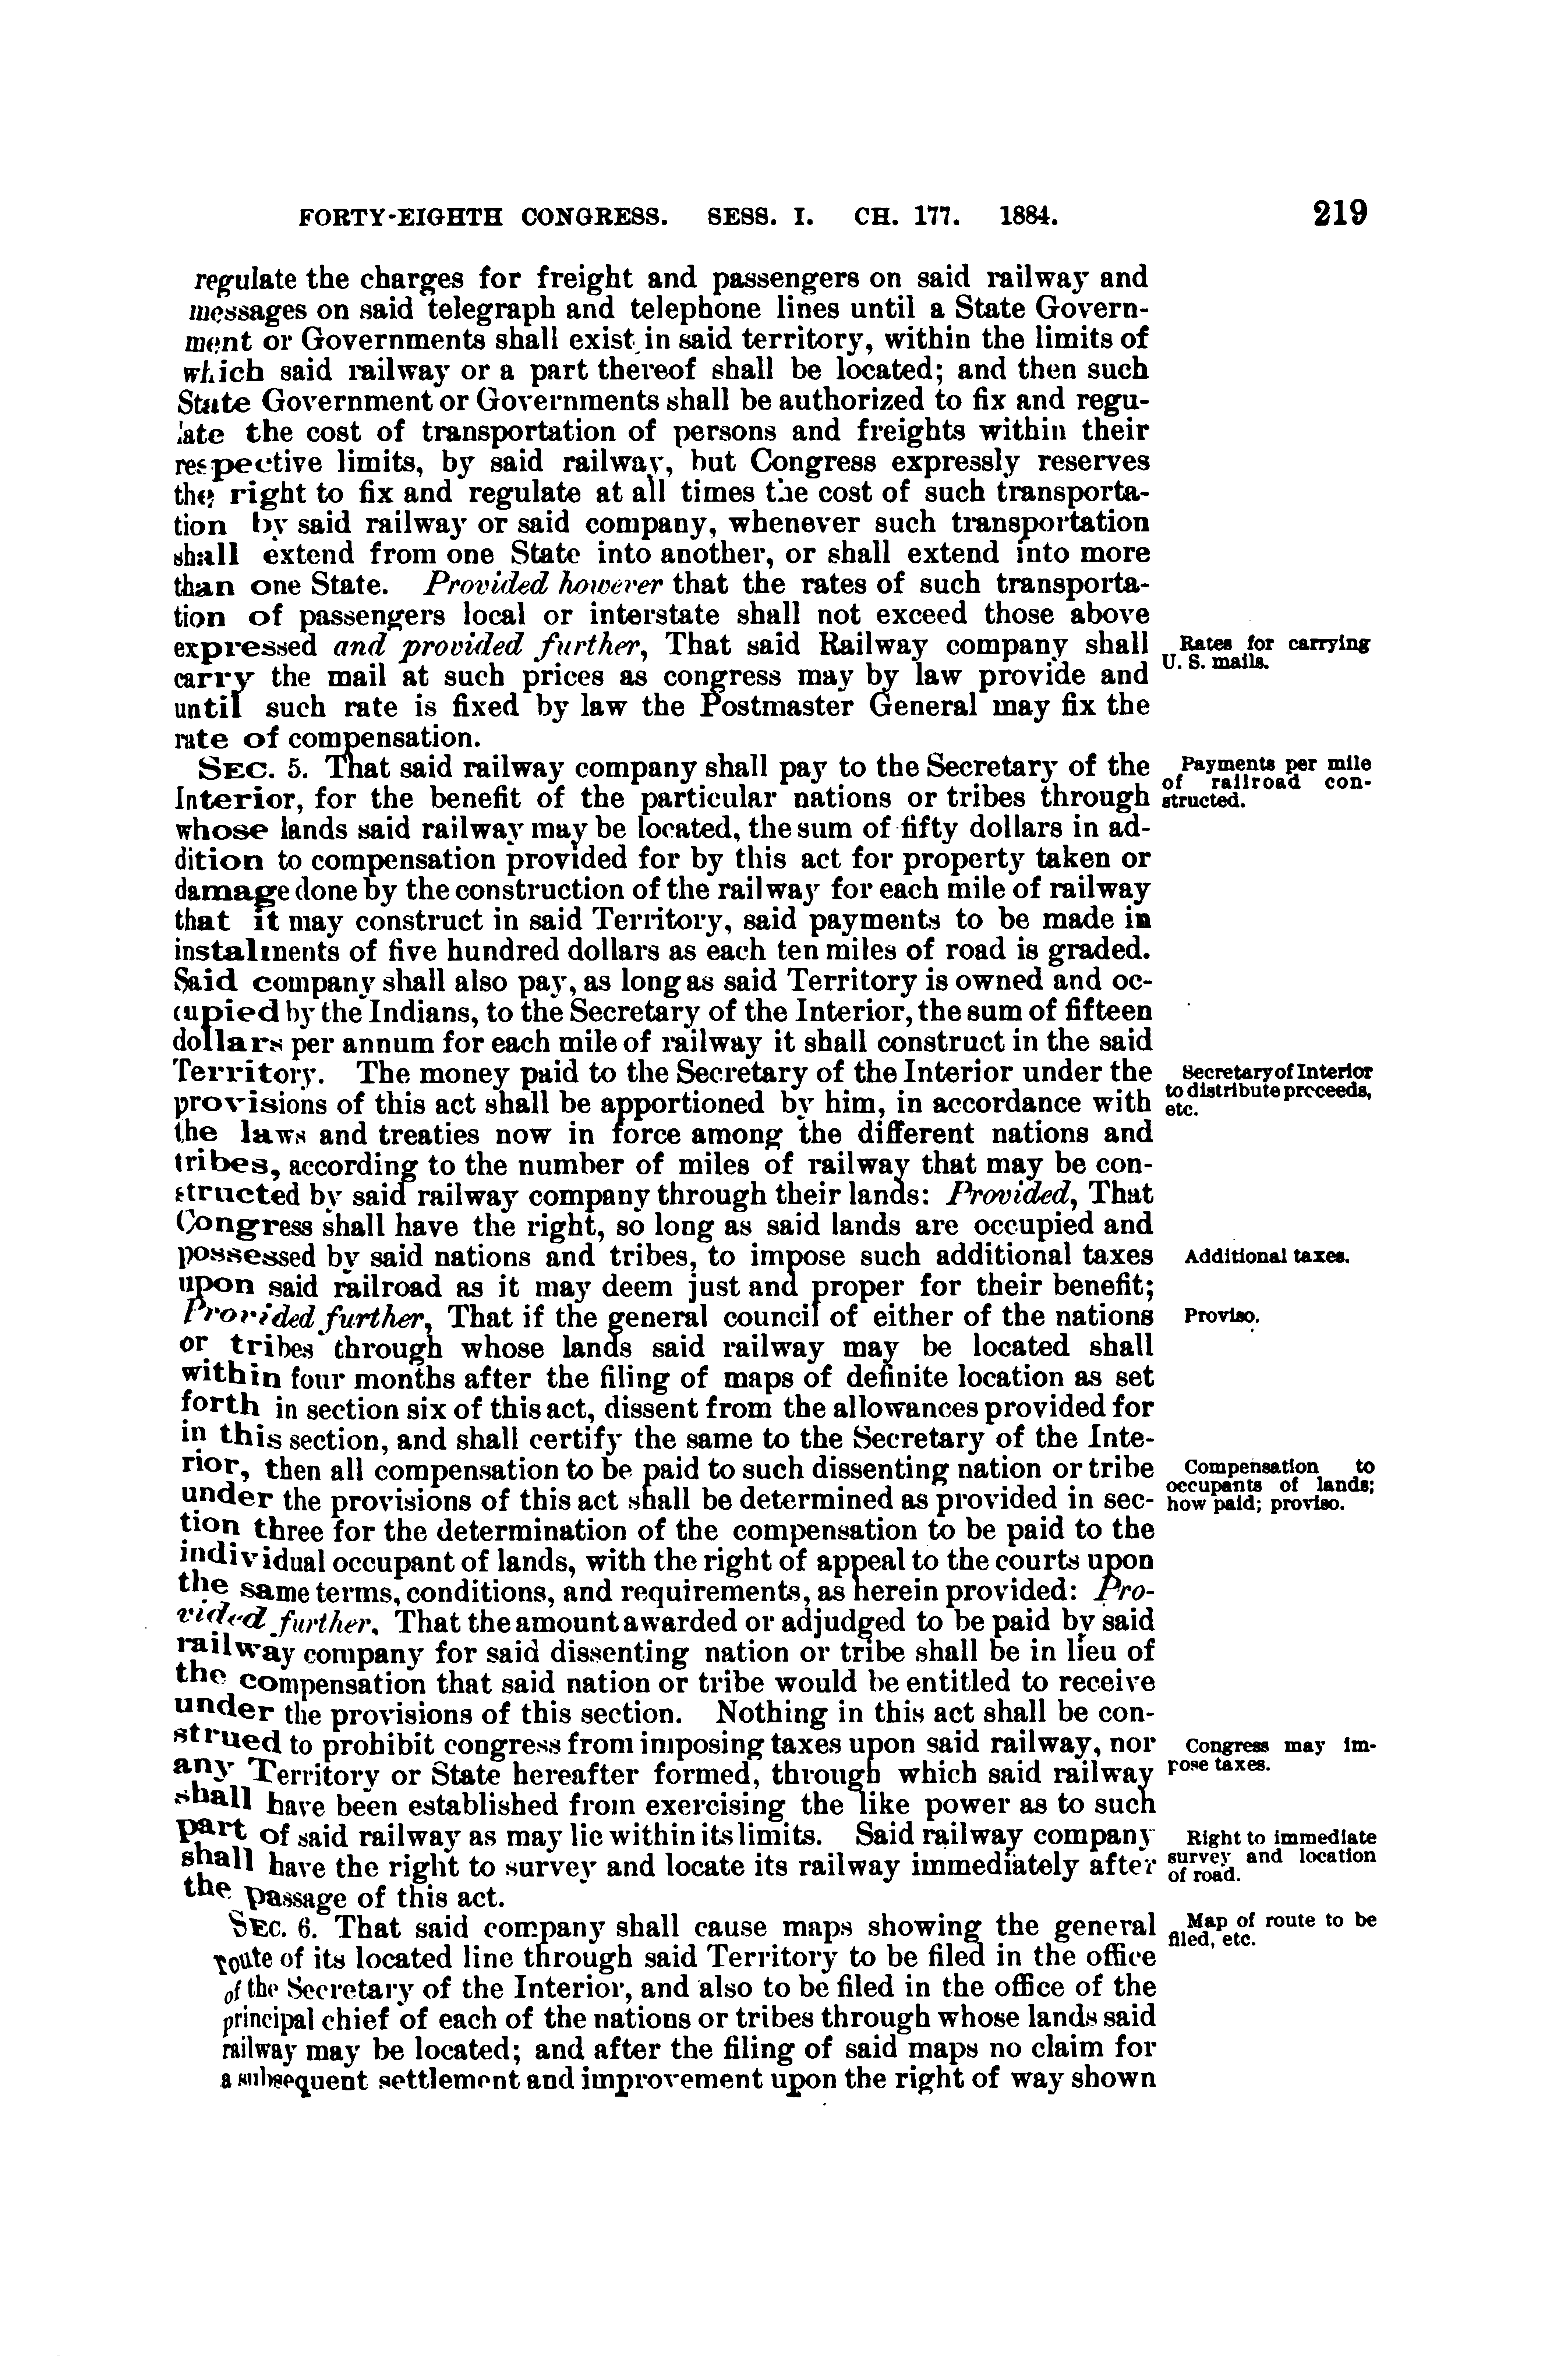 FORTY-EIGHTH CONGRESS. SESS. I. CH. 177. 1884. 219
regulate the charges for freight and passengers on said railway and
messages on said telegraph and telephone lines until a State Govern-
ment or Governments shall exist in said territory, within the limits of
which said railway or a part thereof shall be located; and then such
State Government or Governments shall be authorized to fix and regu-
late the cost of transportation of persons and freights within their
respective limits, by said railway, but Congress expressly reserves
the right to fix and regulate at all times the cost of such transporta-
tion by said railway or said company, whenever such transportation
shall extend from one State into another, or shall extend into more
than one State. Provided however that the rates of such transporta-
tion of passengers local or interstate shall not exceed those above
expressed and provided further, That said Railway company shall
carry the mail at such prices as congress may by law provide and
until such rate is fixed by law the Postmaster General may fix the
rate of compensation.
Rates for carrying
U. S. mails.
SEC. 5. That said railway company shall pay to the Secretary of the
Interior, for the benefit of the particular nations or tribes through
whose lands said railway may be located, the sum of fifty dollars in ad-
dition to compensation provided for by this act for property taken or
damage done by the construction of the railway for each mile of railway
that it may construct in said Territory, said payments to be made in
instalments of five hundred dollars as each ten miles of road is graded.
Said company shall also pay, as long as said Territory is owned and oc-
cupied by the Indians, to the Secretary of the Interior, the sum of fifteen
dollars per annum for each mile of railway it shall construct in the said
Territory. The money paid to the Secretary of the Interior under the
provisions of this act shall be apportioned by him, in accordance with
the laws and treaties now in force among the different nations and
tribes, according to the number of miles of railway that may be con-
structed by said railway company through their lands: Provided, That
Congress shall have the right, so long as said lands are occupied and
possessed by said nations and tribes, to impose such additional taxes
upon said railroad as it may deem just and proper for their benefit;
Provided further, That if the general council of either of the nations
or tribes through whose lands said railway may be located shall
within four months after the filing of maps of definite location as set
forth in section six of this act, dissent from the allowances provided for
in this section, and shall certify the same to the Secretary of the Inte-
rior, then all compensation to be paid to such dissenting nation or tribe
under the provisions of this act shall be determined as provided in sec-
tion three for the determination of the compensation to be paid to the
individual occupant of lands, with the right of appeal to the courts upon
the same terms, conditions, and requirements, as herein provided: Pro-
vided further, That the amount awarded or adjudged to be paid by said
railway company for said dissenting nation or tribe shall be in lieu of
the compensation that said nation or tribe would be entitled to receive
under the provisions of this section. Nothing in this act shall be con-
strued to prohibit congress from imposing taxes upon said railway, nor
any Territory or State hereafter formed, through which said railway
shall have been established from exercising the like power as to such
part of said railway as may lie within its limits. Said railway company
shall have the right to survey and locate its railway immediately after
the passage of this act.
Payments per mile
of railroad con-
structed.
Secretary of Interior
to distribute proceeds,
etc.
Additional taxes.
Proviso.
Compensation to
occupants of lands;
how paid; proviso.
Congress may im-
pose taxes.
Right to immediate
survey and location
of road.
SEC. 6. That said company shall cause maps showing the general
route of its located line through said Territory to be filed in the office
of the Secretary of the Interior, and also to be filed in the office of the
principal chief of each of the nations or tribes through whose lands said
railway may be located; and after the filing of said maps no claim for
a subsequent settlement and improvement upon the right of way shown
Map of route to be
filed, etc.